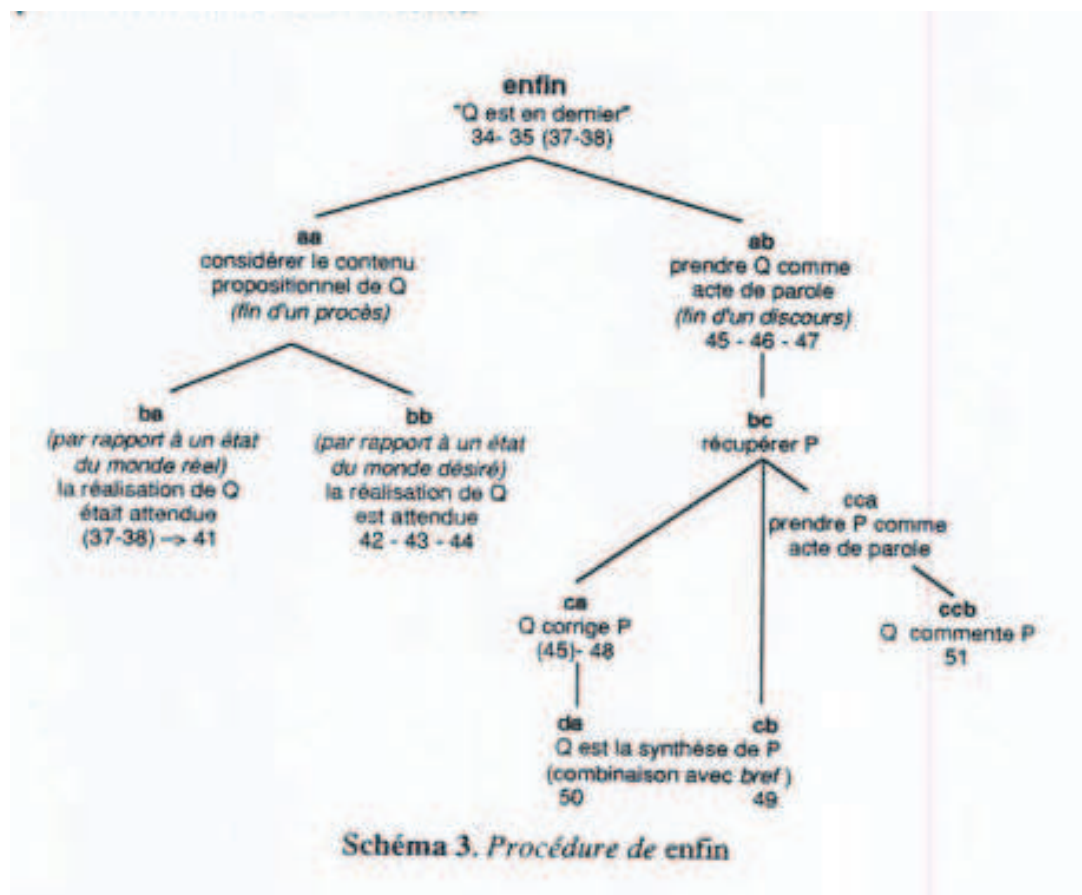 enfin
"Q est en dernier"
34- 35 (37-38)
aa
considérer le contenu
propositionnel de Q
(fin d'un procès)
ab
prendre Q comme
acte de parole
(fin d'un discours)
45 - 46 - 47
ba
(par rapport à un état
du monde réel)
la réalisation de Q
était attendue
(37-38) –> 41
bb
(par rapport à un état
du monde désiré)
la réalisation de Q
est attendue
42 - 43 - 44
bc
récupérer P
cca
prendre P comme
acte de parole
ca
Q corrige P
(45)- 48
ccb
Q commente P
51
da cb
Q est la synthèse de P
(combinaison avec bref )
50 49
Schéma 3. Procédure de enfin